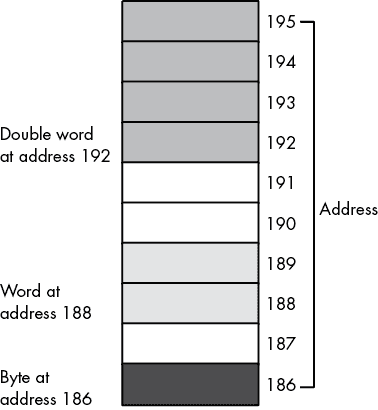 195
194
193
Double word
at address 192
192
191
Address
190
189
Word at
address 188
188
187
Byte at
address 186
186